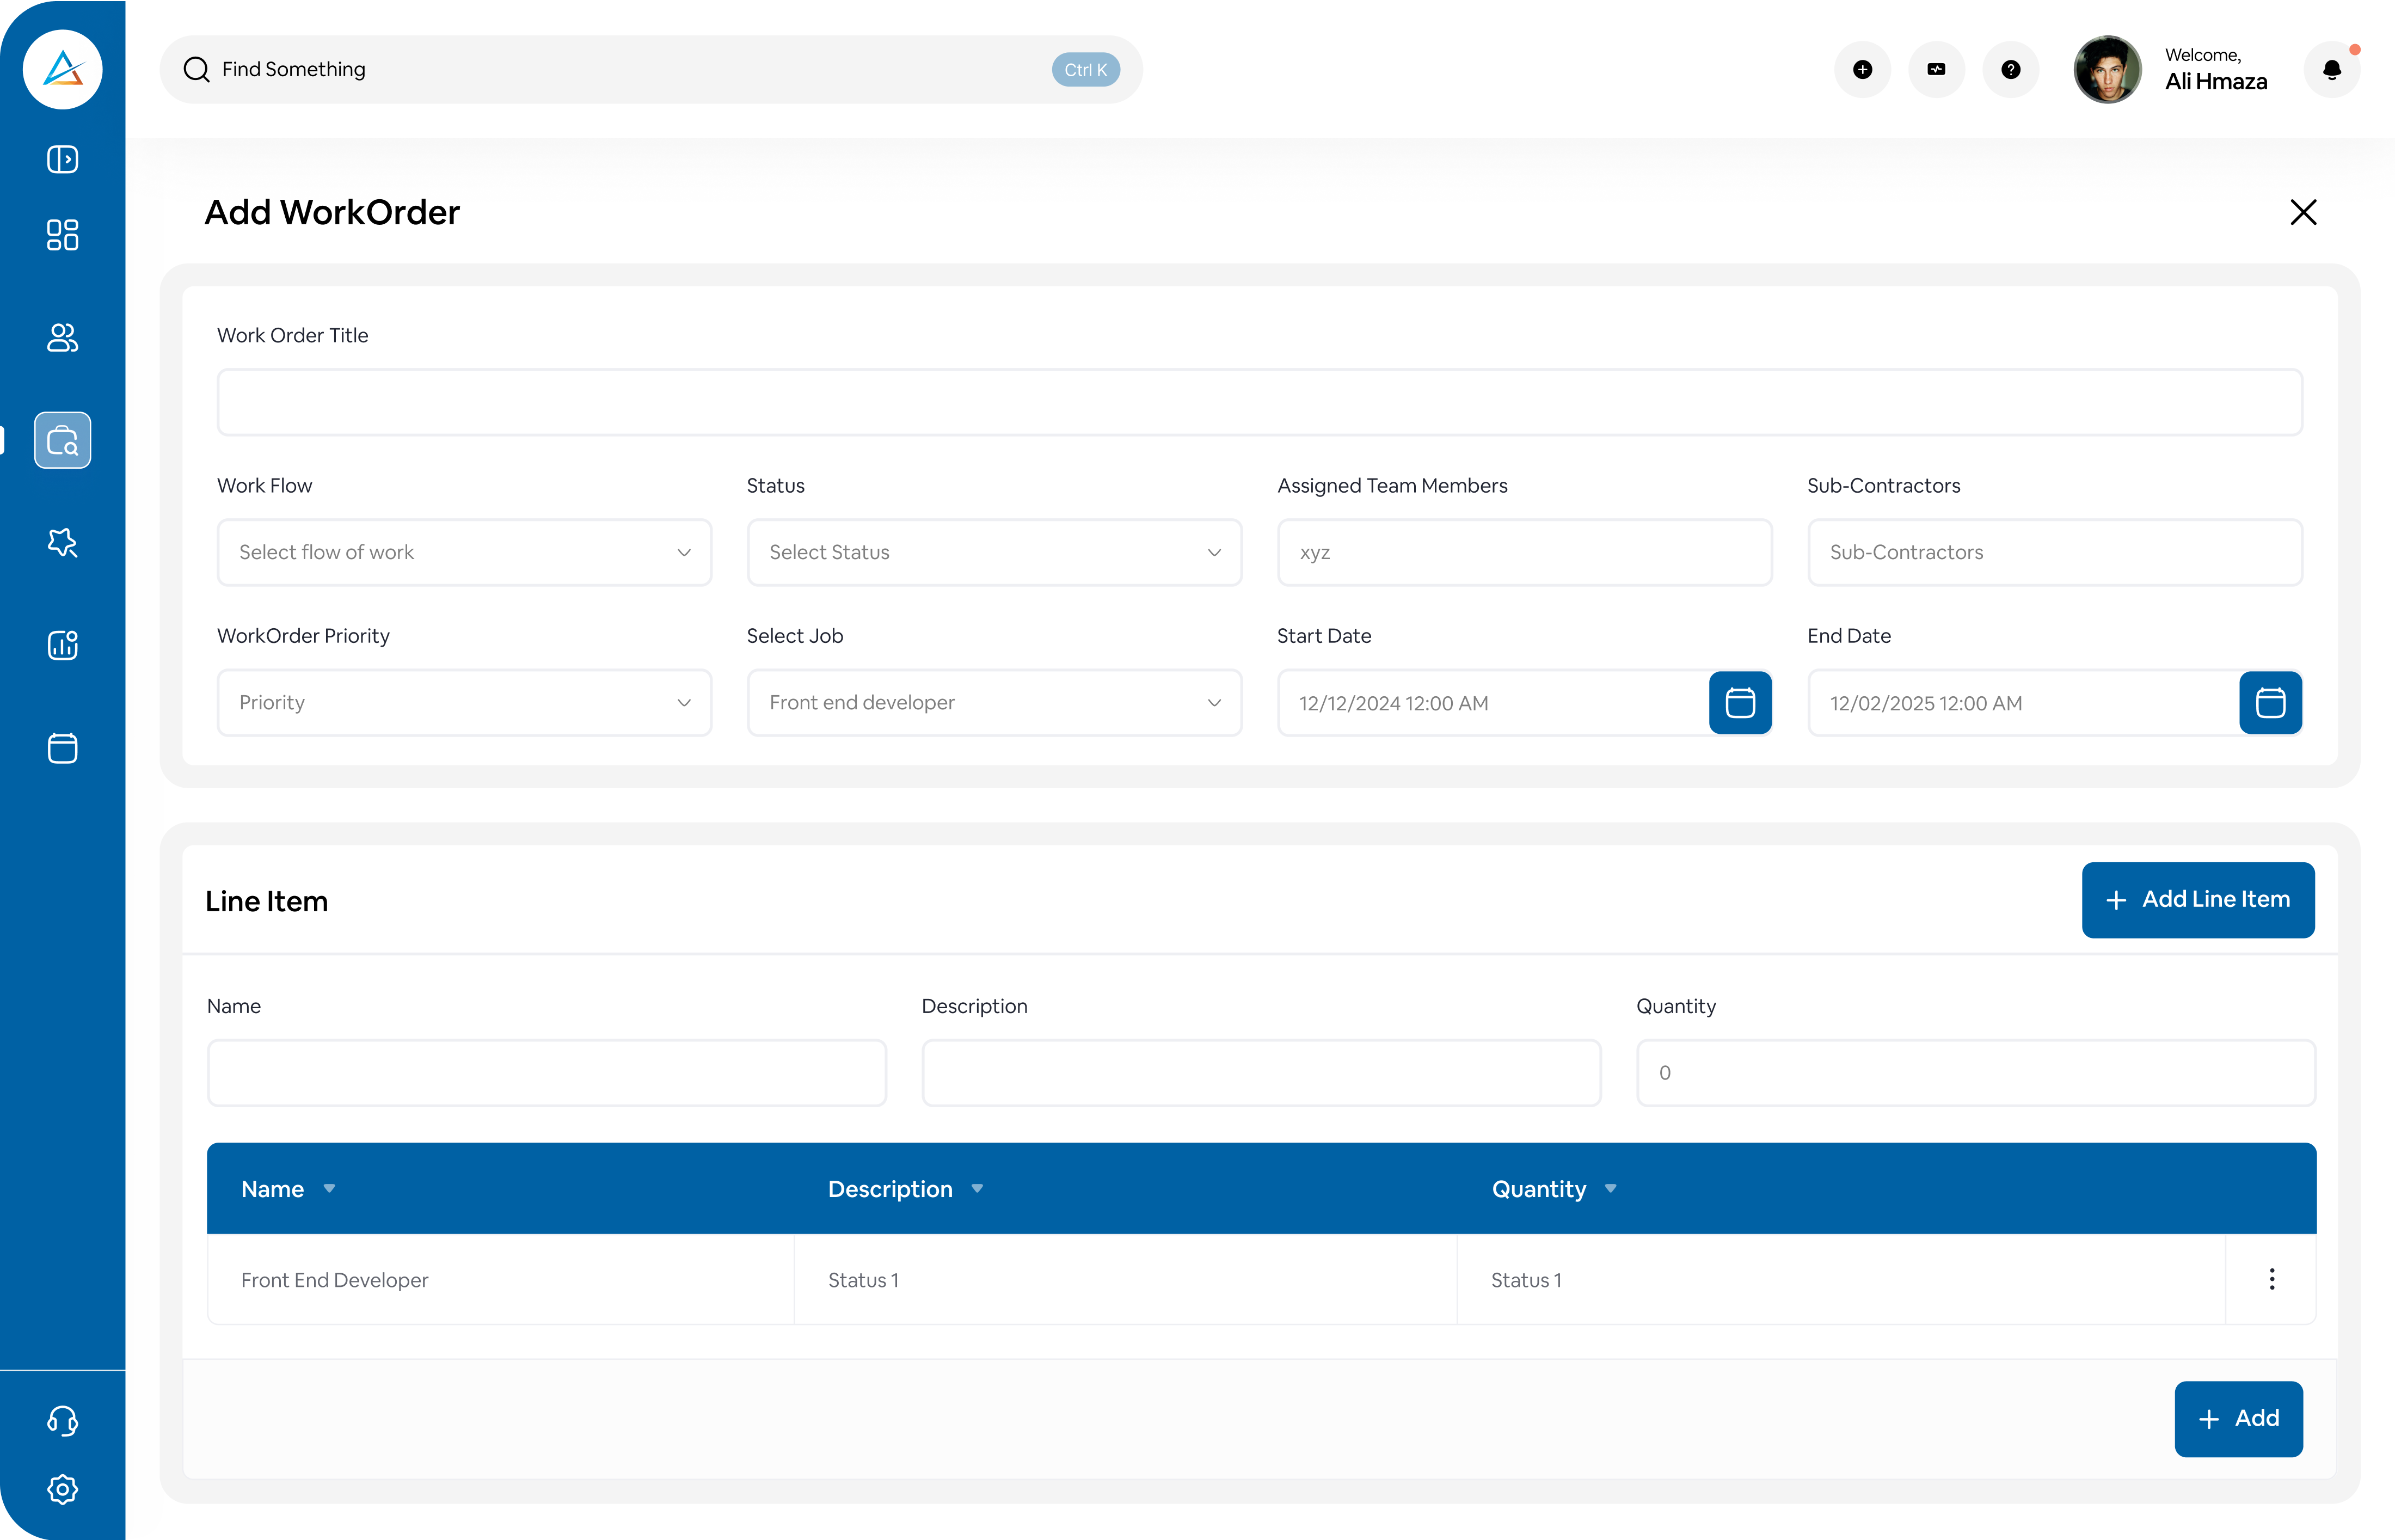 Find Something
Ctrl K
Welcome,
Ali Hmaza
Add WorkOrder
Work Order Title
Work Flow
Status
Assigned Team Members
Sub-Contractors
Select flow of work
Select Status
xyz
Sub-Contractors
WorkOrder Priority
Select Job
Start Date
End Date
Priority
Front end developer
12/12/2024 12:00 AM
12/02/2025 12:00 AM
Line Item
Add Line Item
Name
Description
Quantity
0
Name
Description
Quantity
Front End Developer
Status 1
Status 1
Add